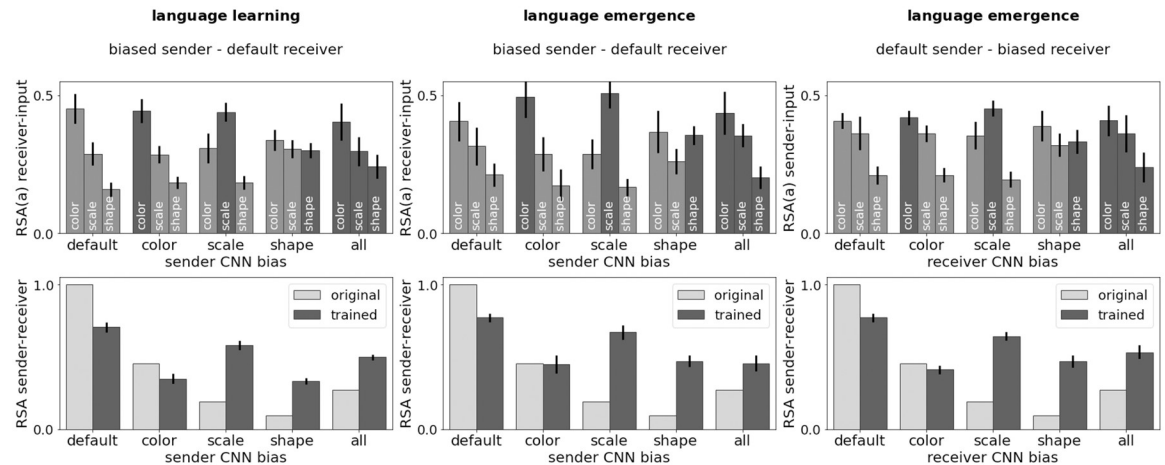 language learning
biased sender - default receiver
RSA(a) receiver-input
0.5
0.0
color scale shape
color scale shape
color scale shape
color scale shape
color scale shape
default color scale shape all
sender CNN bias
language emergence
biased sender - default receiver
RSA(a) receiver-input
0.5
0.0
color scale shape
color scale shape
color scale shape
color scale shape
color scale shape
default color scale shape all
sender CNN bias
language emergence
default sender - biased receiver
RSA(a) sender-input
0.5
0.0
color scale shape
color scale shape
color scale shape
color scale shape
color scale shape
default color scale shape all
receiver CNN bias
RSA sender-receiver
1.0
0.0
original
trained
default color scale shape all
sender CNN bias
RSA sender-receiver
1.0
0.0
original
trained
default color scale shape all
sender CNN bias
RSA sender-receiver
1.0
0.0
original
trained
default color scale shape all
receiver CNN bias